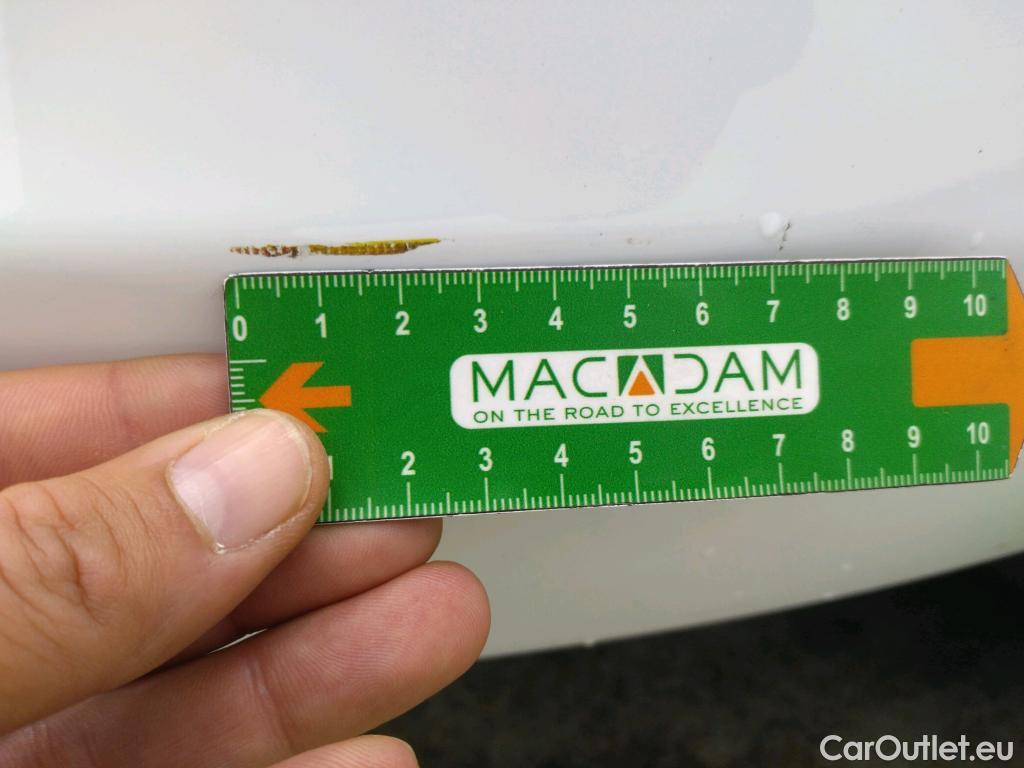 0 1 2 3 4 5 6 7 8 9 10
MACADAM
ON THE ROAD TO EXCELLENCE
1 2 3 4 5 6 7 8 9 10
CarOutlet.eu